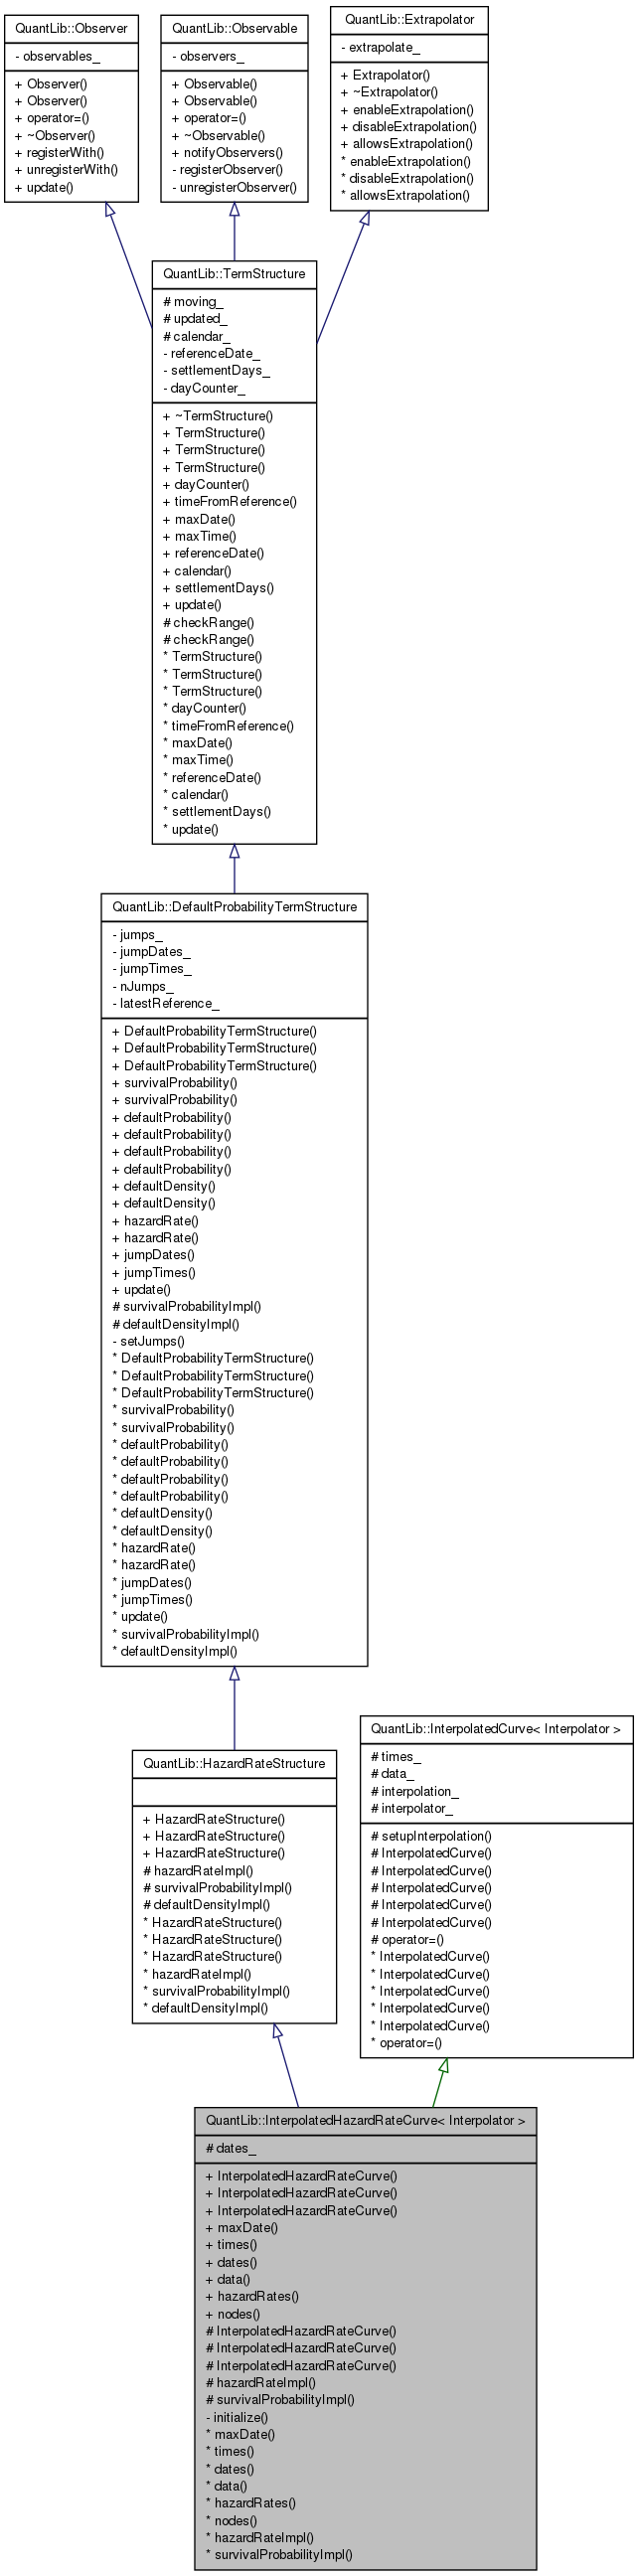 QuantLib::Observer
- observables_
+ Observer()
+ Observer()
+ operator=()
+ ~Observer()
+ registerWith()
+ unregisterWith()
+ update()
QuantLib::Observable
- observers_
+ Observable()
+ Observable()
+ operator=()
+ ~Observable()
+ notifyObservers()
- registerObserver()
- unregisterObserver()
QuantLib::Extrapolator
- extrapolate_
+ Extrapolator()
+ ~Extrapolator()
+ enableExtrapolation()
+ disableExtrapolation()
+ allowsExtrapolation()
* enableExtrapolation()
* disableExtrapolation()
* allowsExtrapolation()
QuantLib::TermStructure
# moving_
# updated_
# calendar_
- referenceDate_
- settlementDays_
- dayCounter_
+ ~TermStructure()
+ TermStructure()
+ TermStructure()
+ TermStructure()
+ dayCounter()
+ timeFromReference()
+ maxDate()
+ maxTime()
+ referenceDate()
+ calendar()
+ settlementDays()
+ update()
# checkRange()
# checkRange()
* TermStructure()
* TermStructure()
* TermStructure()
* dayCounter()
* timeFromReference()
* maxDate()
* maxTime()
* referenceDate()
* calendar()
* settlementDays()
* update()
QuantLib::DefaultProbabilityTermStructure
- jumps_
- jumpDates_
- jumpTimes_
- nJumps_
- latestReference_
+ DefaultProbabilityTermStructure()
+ DefaultProbabilityTermStructure()
+ DefaultProbabilityTermStructure()
+ survivalProbability()
+ survivalProbability()
+ defaultProbability()
+ defaultProbability()
+ defaultProbability()
+ defaultProbability()
+ defaultDensity()
+ defaultDensity()
+ hazardRate()
+ hazardRate()
+ jumpDates()
+ jumpTimes()
+ update()
# survivalProbabilityImpl()
# defaultDensityImpl()
- setJumps()
* DefaultProbabilityTermStructure()
* DefaultProbabilityTermStructure()
* DefaultProbabilityTermStructure()
* survivalProbability()
* survivalProbability()
* defaultProbability()
* defaultProbability()
* defaultProbability()
* defaultProbability()
* defaultDensity()
* defaultDensity()
* hazardRate()
* hazardRate()
* jumpDates()
* jumpTimes()
* update()
* survivalProbabilityImpl()
* defaultDensityImpl()
QuantLib::HazardRateStructure
+ HazardRateStructure()
+ HazardRateStructure()
+ HazardRateStructure()
# hazardRateImpl()
# survivalProbabilityImpl()
# defaultDensityImpl()
* HazardRateStructure()
* HazardRateStructure()
* HazardRateStructure()
* hazardRateImpl()
* survivalProbabilityImpl()
* defaultDensityImpl()
QuantLib::InterpolatedCurve< Interpolator >
# times_
# data_
# interpolation_
# interpolator_
# setupInterpolation()
# InterpolatedCurve()
# InterpolatedCurve()
# InterpolatedCurve()
# InterpolatedCurve()
# InterpolatedCurve()
# operator=()
* InterpolatedCurve()
* InterpolatedCurve()
* InterpolatedCurve()
* InterpolatedCurve()
* InterpolatedCurve()
* operator=()
QuantLib::InterpolatedHazardRateCurve< Interpolator >
# dates_
+ InterpolatedHazardRateCurve()
+ InterpolatedHazardRateCurve()
+ InterpolatedHazardRateCurve()
+ maxDate()
+ times()
+ dates()
+ data()
+ hazardRates()
+ nodes()
# InterpolatedHazardRateCurve()
# InterpolatedHazardRateCurve()
# InterpolatedHazardRateCurve()
# hazardRateImpl()
# survivalProbabilityImpl()
- initialize()
* maxDate()
* times()
* dates()
* data()
* hazardRates()
* nodes()
* hazardRateImpl()
* survivalProbabilityImpl()